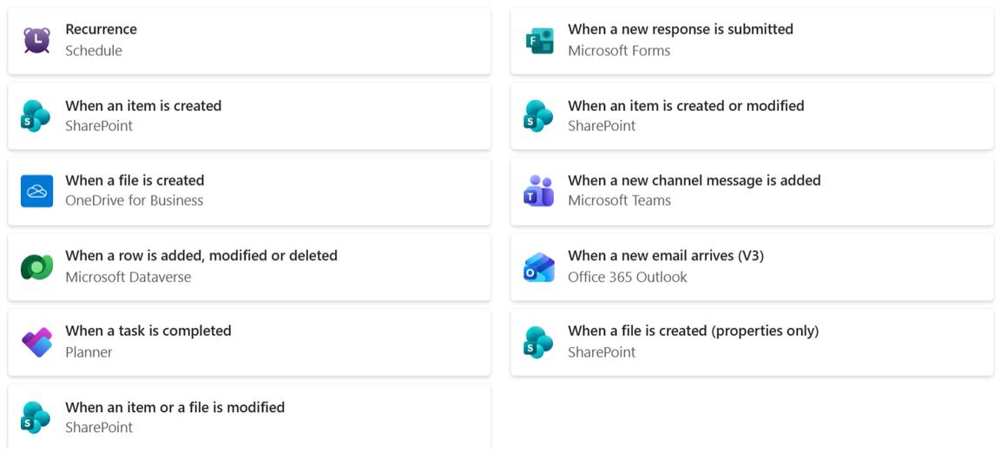 Recurrence
Schedule
When a new response is submitted
Microsoft Forms
When an item is created
SharePoint
When an item is created or modified
SharePoint
When a file is created
OneDrive for Business
When a new channel message is added
Microsoft Teams
When a row is added, modified or deleted
Microsoft Dataverse
When a new email arrives (V3)
Office 365 Outlook
When a task is completed
Planner
When a file is created (properties only)
SharePoint
When an item or a file is modified
SharePoint